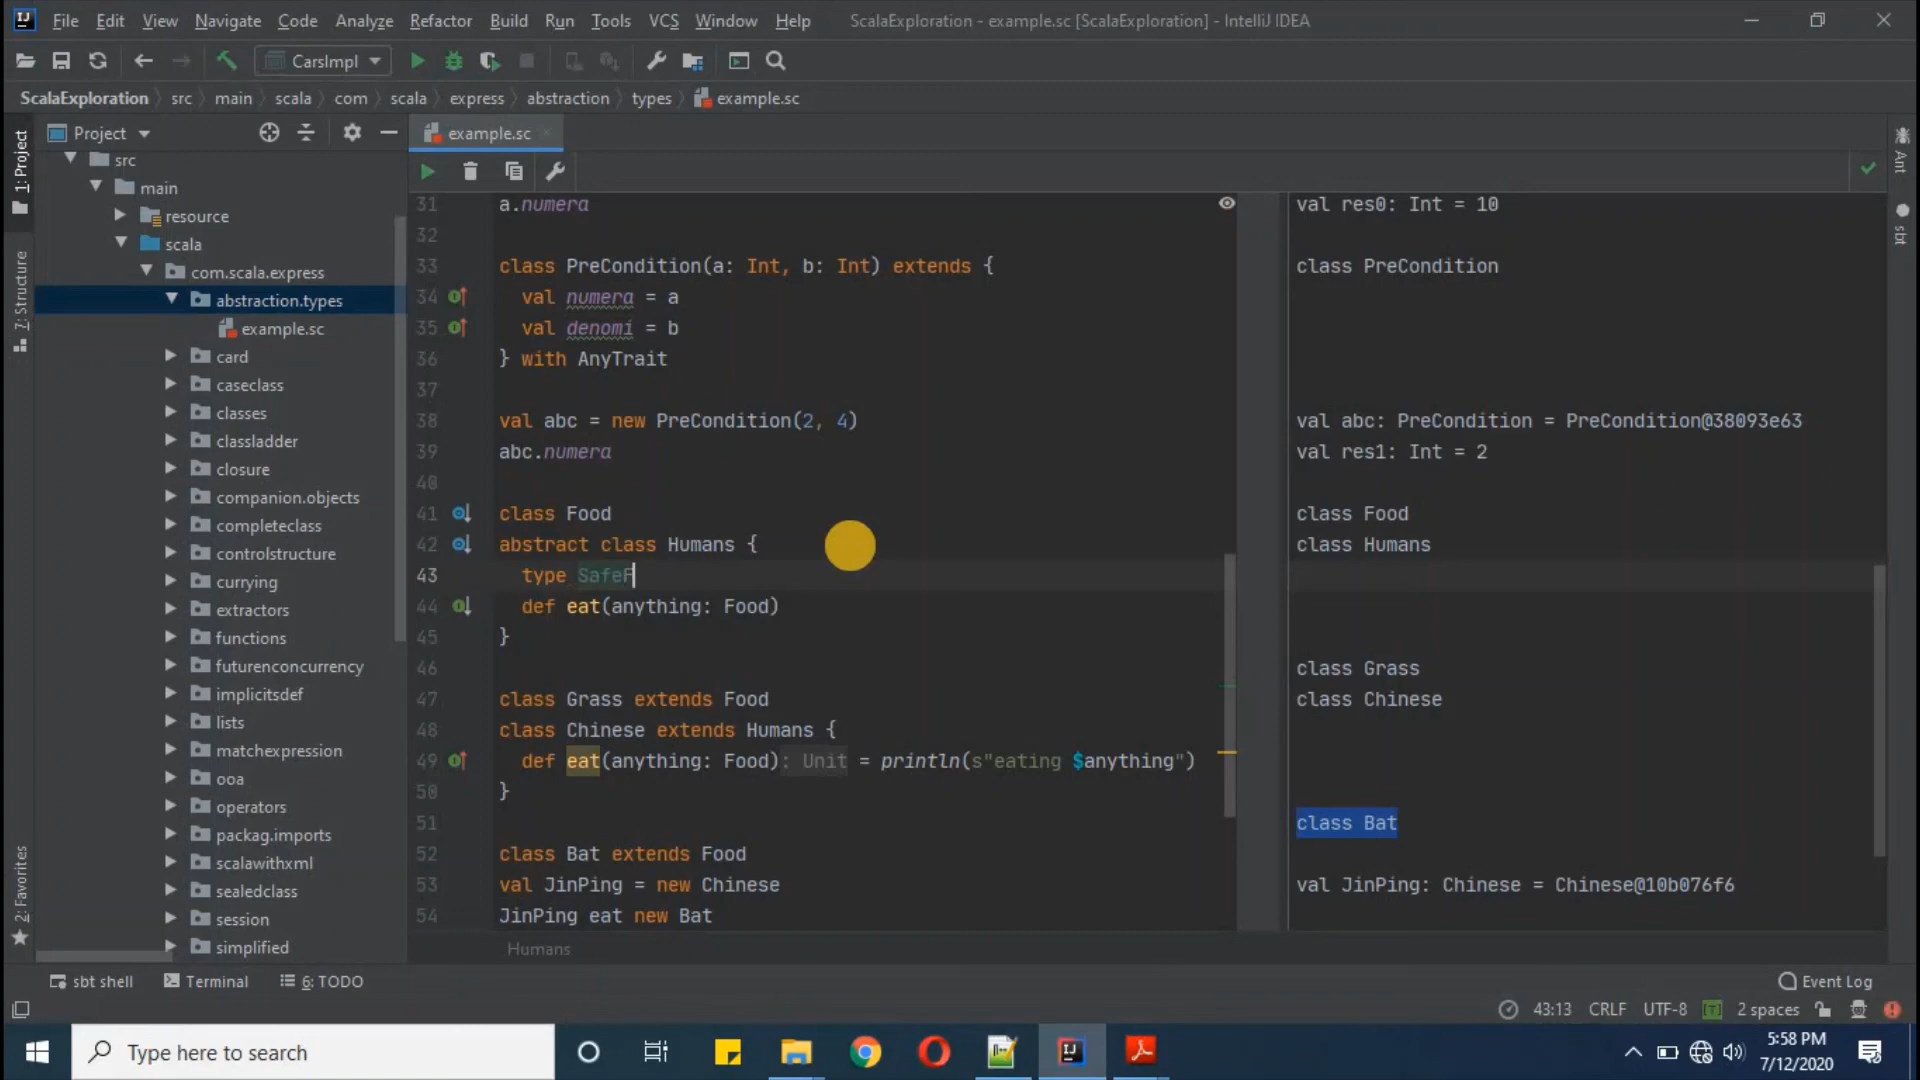 File Edit View Navigate Code Analyze Refactor Build Run Tools VCS Window Help ScalaExploration - example.sc [ScalaExploration] - IntelliJ IDEA
CarsImpl
ScalaExploration src main scala com scala express abstraction types example.sc
Project
example.sc
1: Project
7: Structure
2: Favorites
src
main
resource
scala
com.scala.express
abstraction.types
example.sc
card
caseclass
classes
classladder
closure
companion.objects
completeclass
controlstructure
currying
extractors
functions
futurenconcurrency
implicitsdef
lists
matchexpression
ooa
operators
packag.imports
scalawithxml
sealedclass
session
simplified
31 a.numera
32
33 class PreCondition(a: Int, b: Int) extends {
34 val numera = a
35 val denomi = b
36 } with AnyTrait
37
38 val abc = new PreCondition(2, 4)
39 abc.numera
40
41 class Food
42 abstract class Humans {
43 type SafeF
44 def eat(anything: Food)
45 }
46
47 class Grass extends Food
48 class Chinese extends Humans {
49 def eat(anything: Food): Unit = println(s"eating $anything")
50 }
51
52 class Bat extends Food
53 val JinPing = new Chinese
54 JinPing eat new Bat
Humans
val res0: Int = 10
class PreCondition
val abc: PreCondition = PreCondition@38093e63
val res1: Int = 2
class Food
class Humans
class Grass
class Chinese
class Bat
val JinPing: Chinese = Chinese@10b076f6
Ant
sbt
sbt shell Terminal 6: TODO Event Log
43:13 CRLF UTF-8 [T] 2 spaces
Type here to search
5:58 PM
7/12/2020